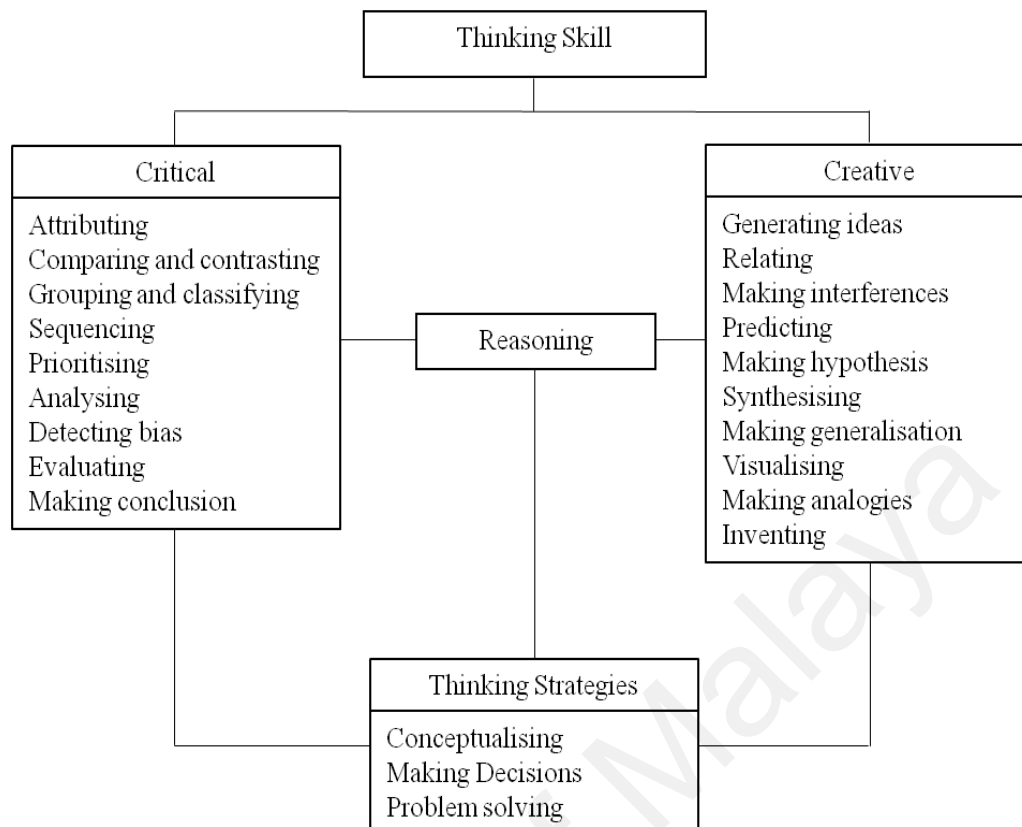 Thinking Skill
Critical
Attributing
Comparing and contrasting
Grouping and classifying
Sequencing
Prioritising
Analysing
Detecting bias
Evaluating
Making conclusion
Reasoning
Creative
Generating ideas
Relating
Making interferences
Predicting
Making hypothesis
Synthesising
Making generalisation
Visualising
Making analogies
Inventing
Thinking Strategies
Conceptualising
Making Decisions
Problem solving
Malaya